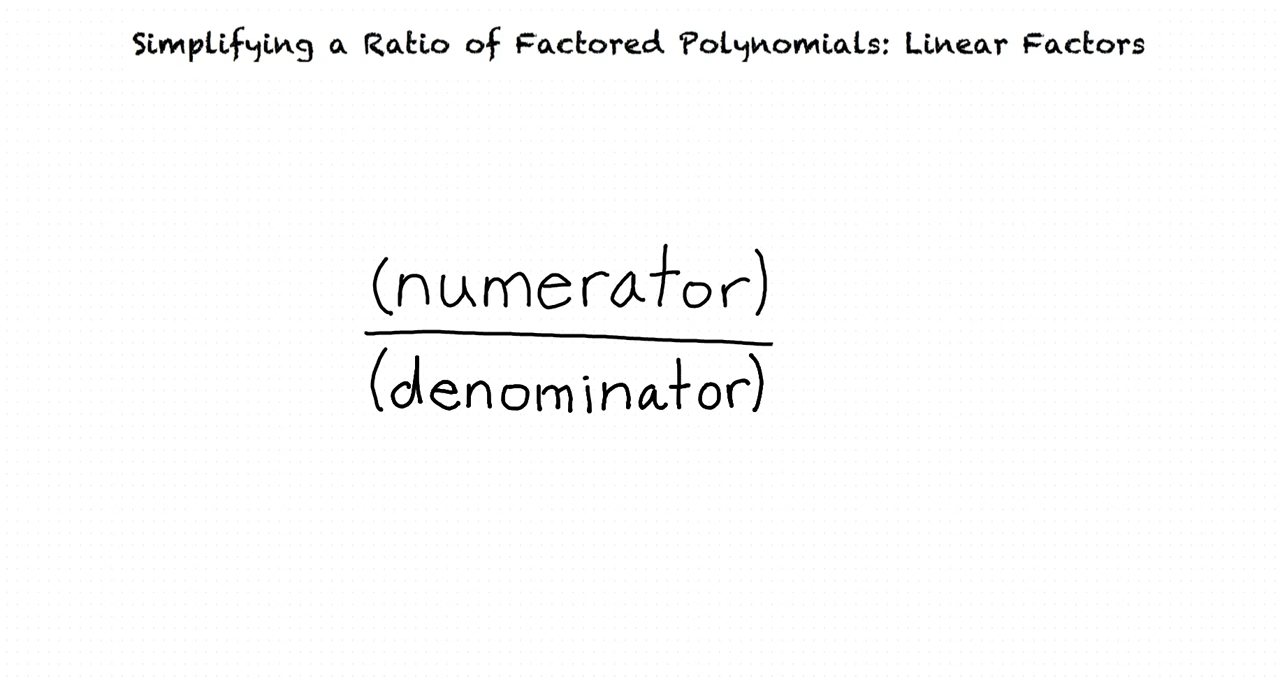 Simplifying a Ratio of Factored Polynomials: Linear Factors
(numerator)
(denominator)